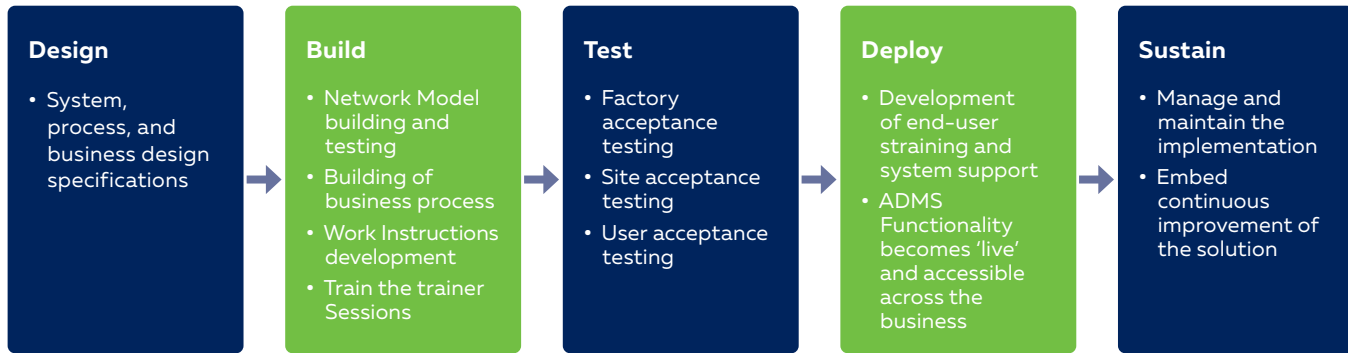 Design
• System,
process, and
business design
specifications
Build
• Network Model
building and
testing
• Building of
business process
• Work Instructions
development
• Train the trainer
Sessions
Test
• Factory
acceptance
testing
• Site acceptance
testing
• User acceptance
testing
Deploy
• Development
of end-user
straining and
system support
• ADMS
Functionality
becomes ‘live’
and accessible
across the
business
Sustain
• Manage and
maintain the
implementation
• Embed
continuous
improvement of
the solution